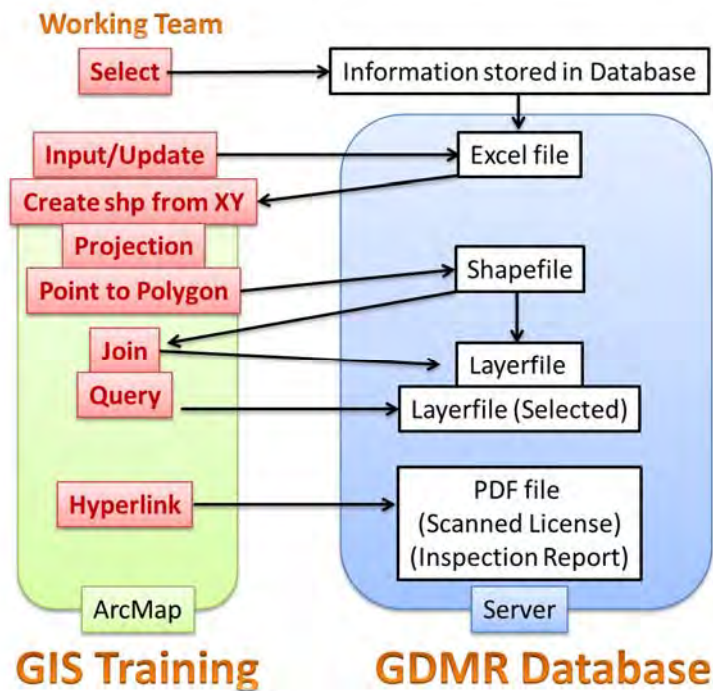 Working Team
Select
Information stored in Database
Input/Update
Excel file
Create shp from XY
Projection
Point to Polygon
Shapefile
Join
Layerfile
Query
Layerfile (Selected)
Hyperlink
PDF file
(Scanned License)
(Inspection Report)
ArcMap
Server
GIS Training
GDMR Database